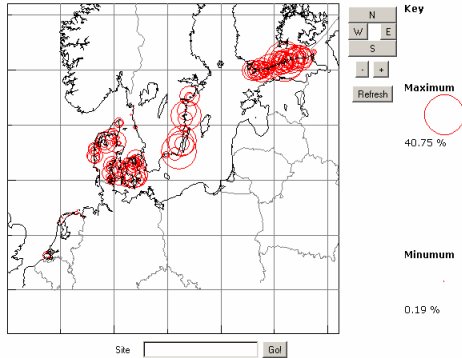 Key
N
W E
S
- +
Refresh
Maximum
40.75 %
Minumum
0.19 %
Site Go!